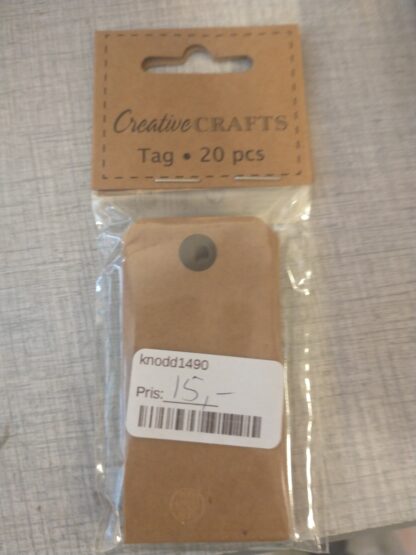 Creative CRAFTS
Tag • 20 pcs
knodd1490
Pris: 15,-